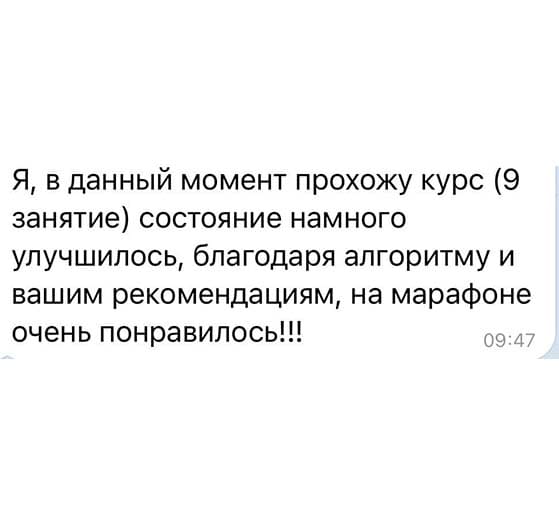 Я, в данный момент прохожу курс (9
занятие) состояние намного
улучшилось, благодаря алгоритму и
вашим рекомендациям, на марафоне
очень понравилось!!!
09:47